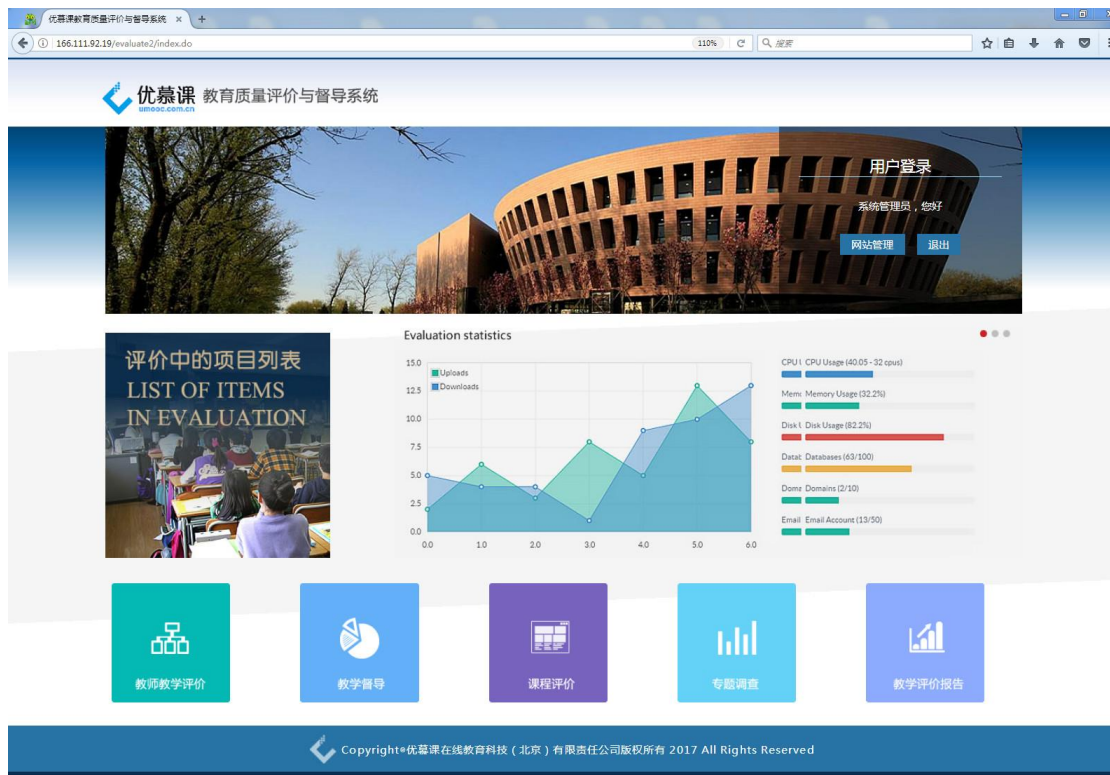 优慕课教育质量评价与督导系统
166.111.92.19/evaluate2/index.do
110%
搜索
优慕课 教育质量评价与督导系统
umooc.com.cn
用户登录
系统管理员，您好
网站管理 退出
评价中的项目列表
LIST OF ITEMS
IN EVALUATION
Evaluation statistics
15.0
12.5
10.0
7.5
5.0
2.5
0.0
Uploads
Downloads
0.0 1.0 2.0 3.0 4.0 5.0 6.0
CPU Usage (40.05 - 32 cpus)
Memory Usage (32.2%)
Disk Usage (82.2%)
Databases (63/100)
Domains (2/10)
Email Email Account (13/50)
教师教学评价
教学督导
课程评价
专题调查
教学评价报告
Copyright©优慕课在线教育科技（北京）有限责任公司版权所有 2017 All Rights Reserved